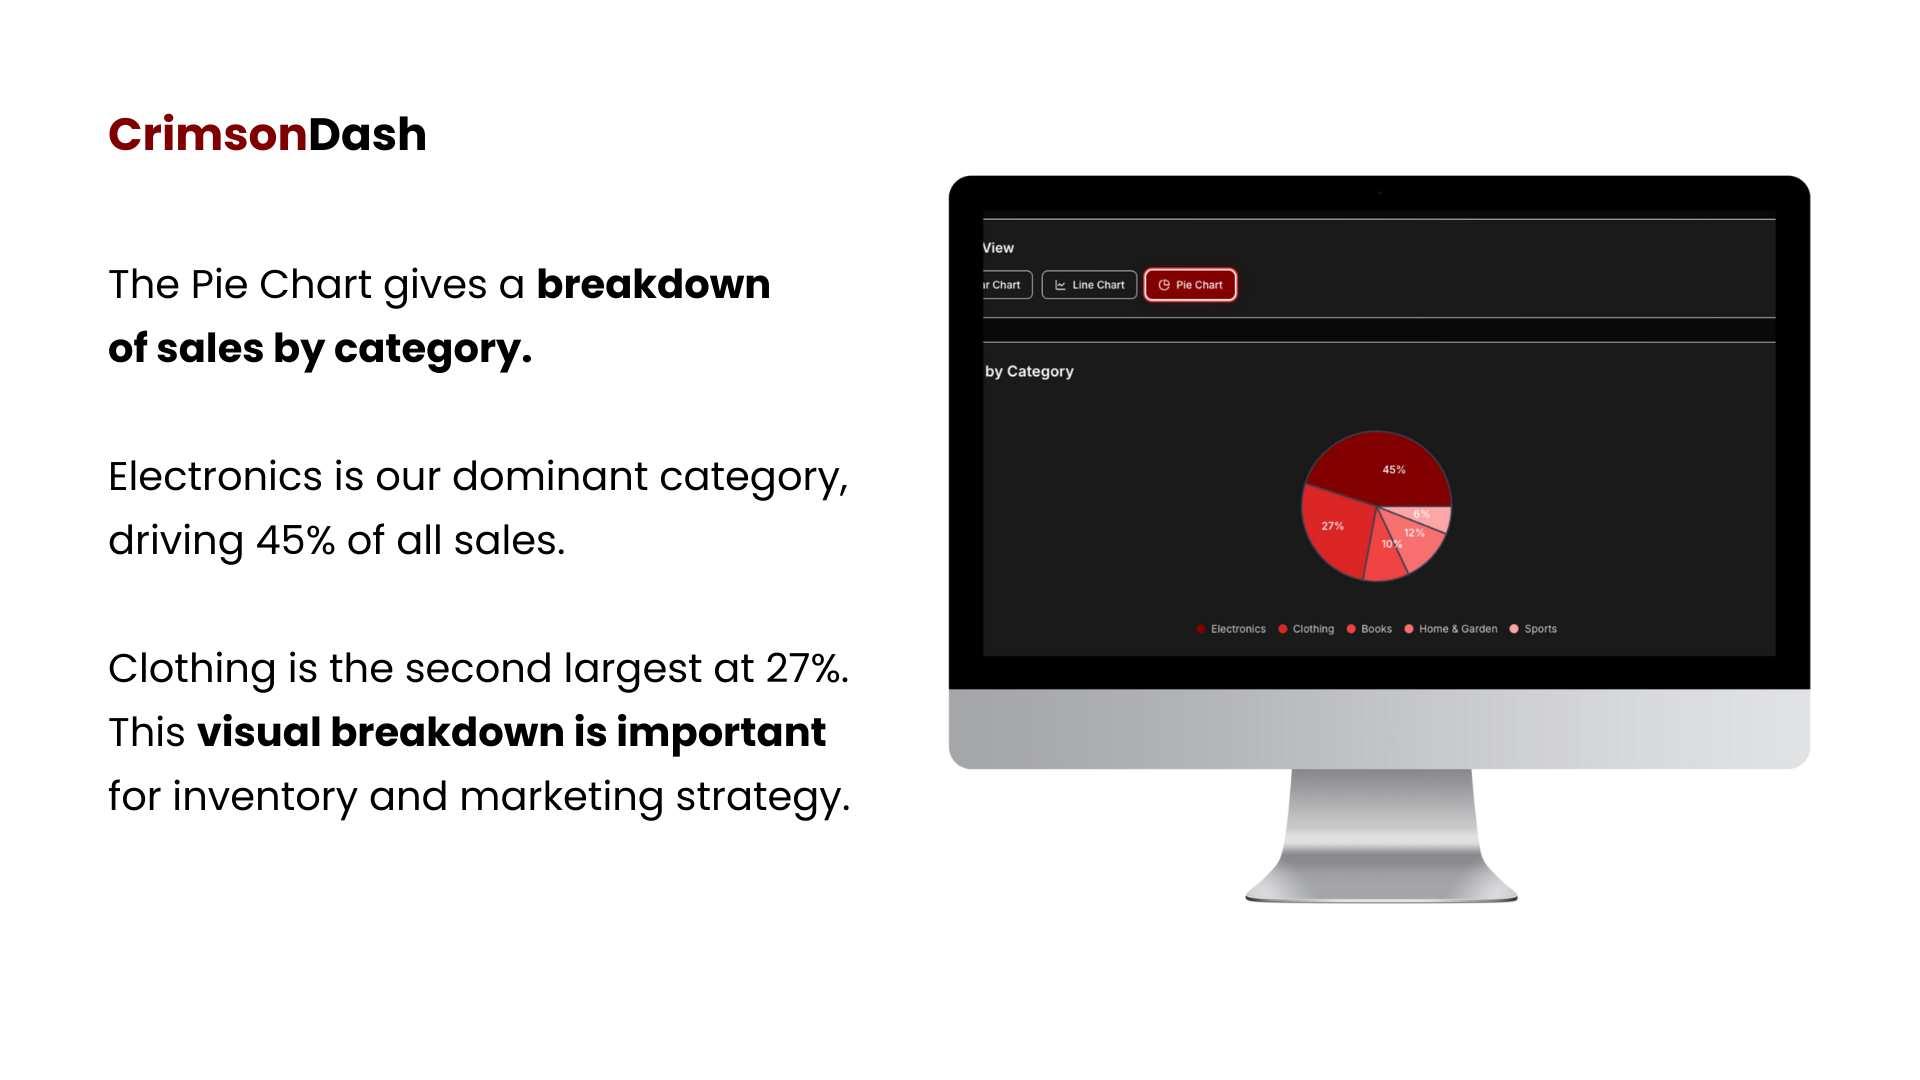 CrimsonDash
The Pie Chart gives a breakdown
of sales by category.
Electronics is our dominant category,
driving 45% of all sales.
Clothing is the second largest at 27%.
This visual breakdown is important
for inventory and marketing strategy.
View
ar Chart
Line Chart
Pie Chart
by Category
45%
27%
6%
12%
10%
Electronics
Clothing
Books
Home & Garden
Sports